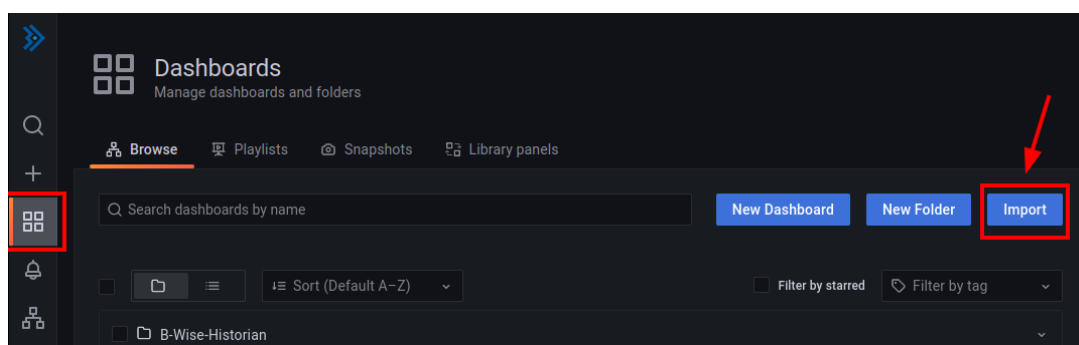 Dashboards
Manage dashboards and folders
Browse Playlists Snapshots Library panels
Search dashboards by name New Dashboard New Folder Import
Sort (Default A–Z) Filter by starred Filter by tag
B-Wise-Historian